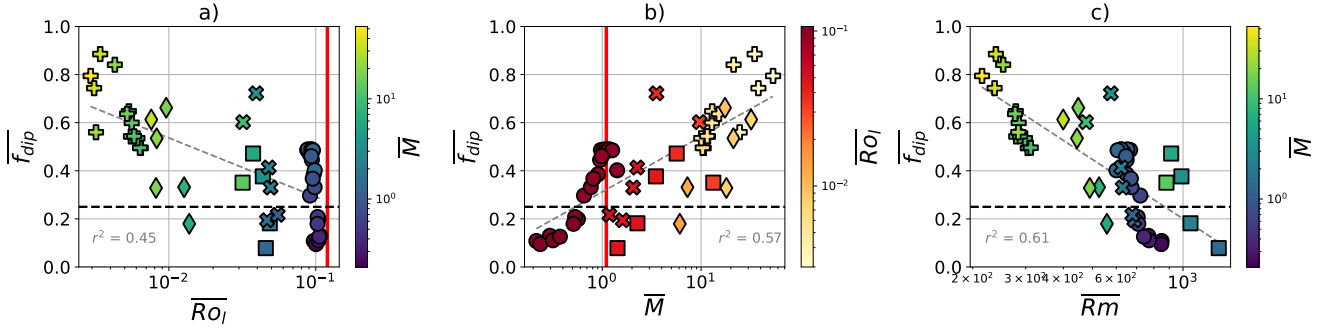 a)
1.0
0.8
0.6
0.4
0.2
0.0
f_dip
r² = 0.45
10⁻²
10⁻¹
Ro_l
10¹
10⁰
M
b)
1.0
0.8
0.6
0.4
0.2
0.0
f_dip
r² = 0.57
10⁰
10¹
M
10⁻¹
10⁻²
Ro_l
c)
1.0
0.8
0.6
0.4
0.2
0.0
f_dip
r² = 0.61
2 × 10² 3 × 10² 4 × 10² 6 × 10² 10³
Rm
10¹
10⁰
M